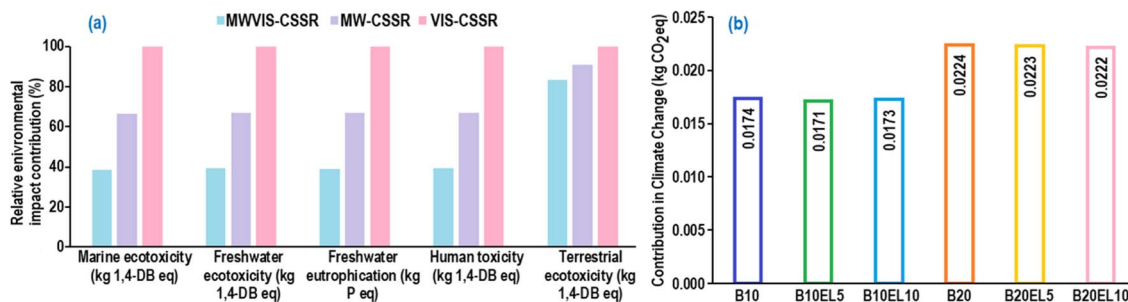 (a)
MWVIS-CSSR MW-CSSR VIS-CSSR
Relative enivronmental
impact contribution (%)
100
80
60
40
20
0
Marine ecotoxicity
(kg 1,4-DB eq)
Freshwater
ecotoxicity (kg
1,4-DB eq)
Freshwater
eutrophication (kg
P eq)
Human toxicity
(kg 1,4-DB eq)
Terrestrial
ecotoxicity (kg
1,4-DB eq)
(b)
Contribution in Climate Change (kg CO₂eq)
0.025
0.020
0.015
0.010
0.005
0.000
0.0174
0.0171
0.0173
0.0224
0.0223
0.0222
B10 B10EL5 B10EL10 B20 B20EL5 B20EL10